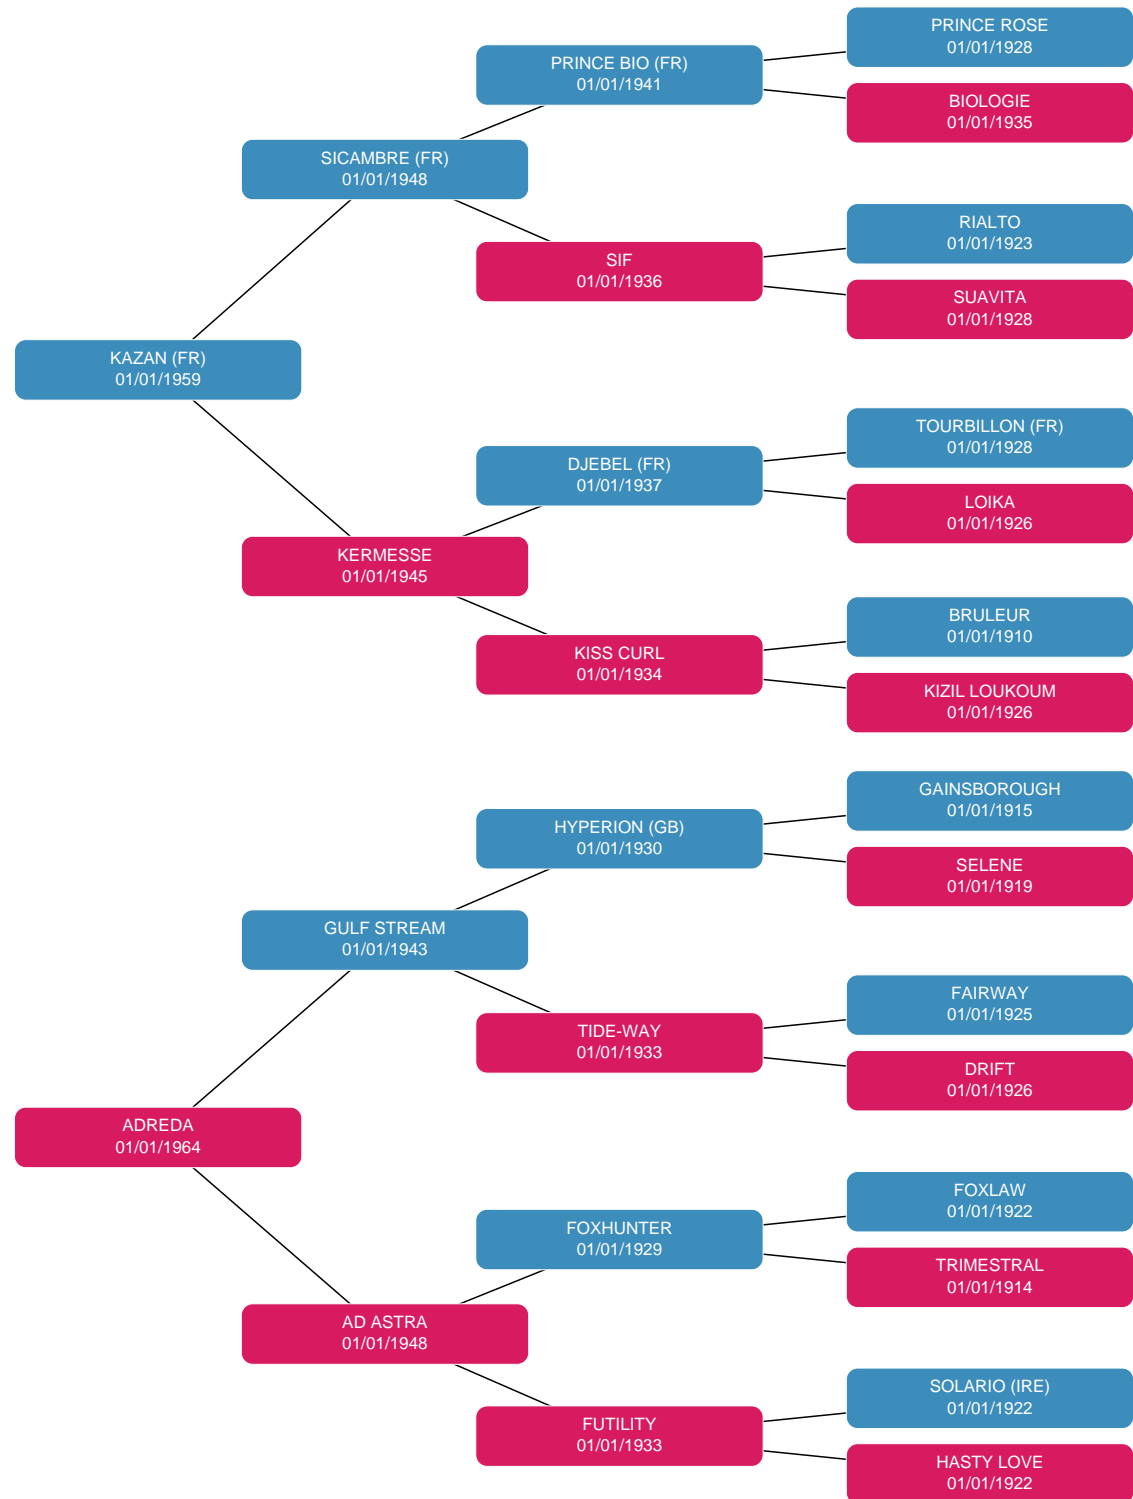 PRINCE ROSE
01/01/1928
PRINCE BIO (FR)
01/01/1941
BIOLOGIE
01/01/1935
SICAMBRE (FR)
01/01/1948
RIALTO
01/01/1923
SIF
01/01/1936
SUAVITA
01/01/1928
KAZAN (FR)
01/01/1959
TOURBILLON (FR)
01/01/1928
DJEBEL (FR)
01/01/1937
LOIKA
01/01/1926
KERMESSE
01/01/1945
BRULEUR
01/01/1910
KISS CURL
01/01/1934
KIZIL LOUKOUM
01/01/1926
GAINSBOROUGH
01/01/1915
HYPERION (GB)
01/01/1930
SELENE
01/01/1919
GULF STREAM
01/01/1943
FAIRWAY
01/01/1925
TIDE-WAY
01/01/1933
DRIFT
01/01/1926
ADREDA
01/01/1964
FOXLAW
01/01/1922
FOXHUNTER
01/01/1929
TRIMESTRAL
01/01/1914
AD ASTRA
01/01/1948
SOLARIO (IRE)
01/01/1922
FUTILITY
01/01/1933
HASTY LOVE
01/01/1922